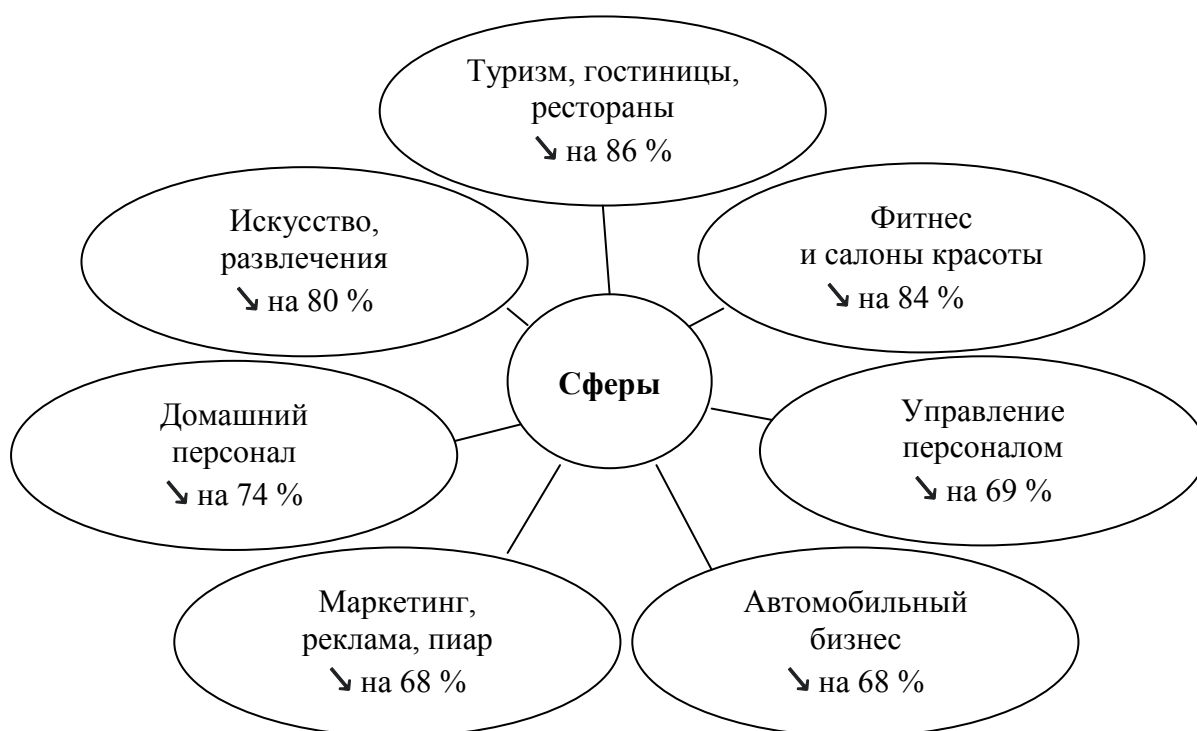 Туризм, гостиницы,
рестораны
↘ на 86 %
Искусство,
развлечения
↘ на 80 %
Фитнес
и салоны красоты
↘ на 84 %
Сферы
Домашний
персонал
↘ на 74 %
Управление
персоналом
↘ на 69 %
Маркетинг,
реклама, пиар
↘ на 68 %
Автомобильный
бизнес
↘ на 68 %